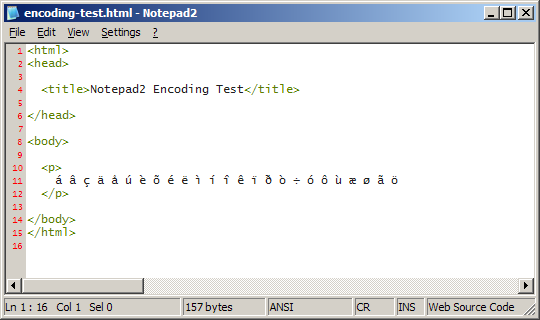 encoding-test.html - Notepad2
File Edit View Settings ?
1 <html>
2 <head>
3
4 <title>Notepad2 Encoding Test</title>
5
6 </head>
7
8 <body>
9
10 <p>
11 á â ç ä å ú è õ é ë ì í î ê ï ð ò ÷ ó ô ù æ ø ã ö
12 </p>
13
14 </body>
15 </html>
16
Ln 1 : 16 Col 1 Sel 0 157 bytes ANSI CR INS Web Source Code